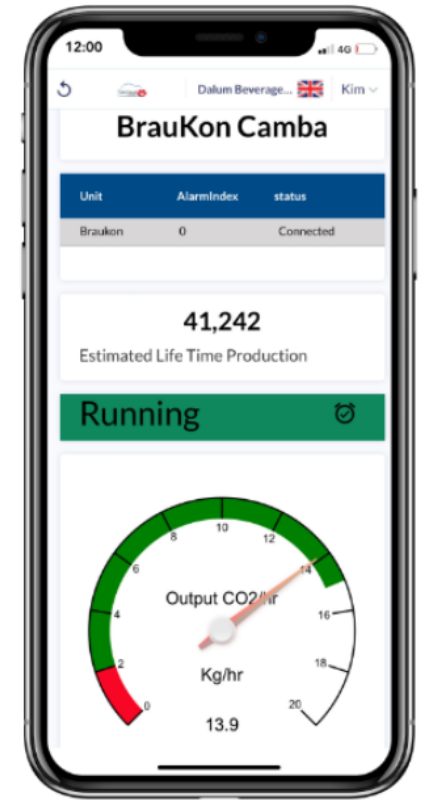 12:00
4G
Dalum Beverage... Kim
BrauKon Camba
Unit AlarmIndex status
Braukon 0 Connected
41,242
Estimated Life Time Production
Running
10
8 12
6 14
Output CO2/hr
4 16
Kg/hr
2 18
0 20
13.9